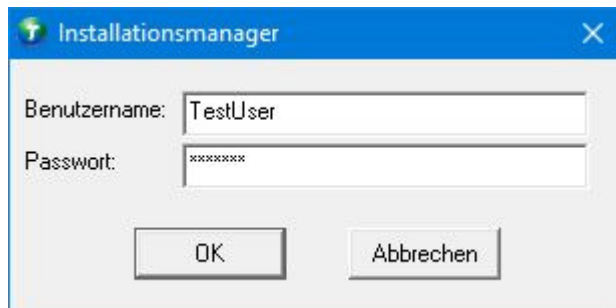 Installationsmanager
Benutzername: TestUser
Passwort: *******
OK Abbrechen